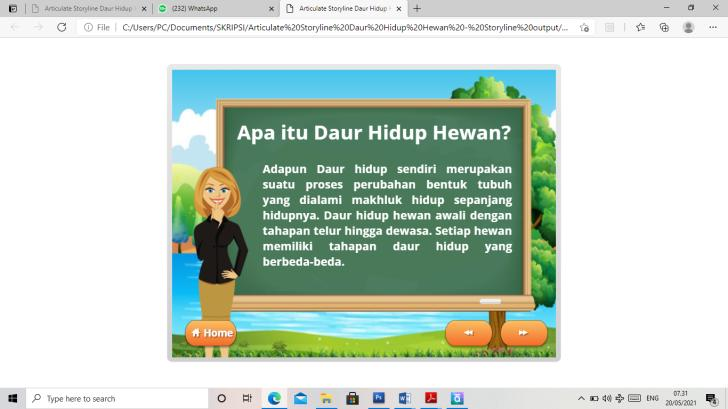 Articulate Storyline Daur Hidup H
(232) WhatsApp
Articulate Storyline Daur Hidup H
File
C:/Users/PC/Documents/SKRIPSI/Articulate%20Storyline%20Daur%20Hidup%20Hewan%20-%20Storyline%20output/...
Apa itu Daur Hidup Hewan?
Adapun Daur hidup sendiri merupakan
suatu proses perubahan bentuk tubuh
yang dialami makhluk hidup sepanjang
hidupnya. Daur hidup hewan awali dengan
tahapan telur hingga dewasa. Setiap hewan
memiliki tahapan daur hidup yang
berbeda-beda.
Home
Type here to search
ENG
07.31
20/05/2021